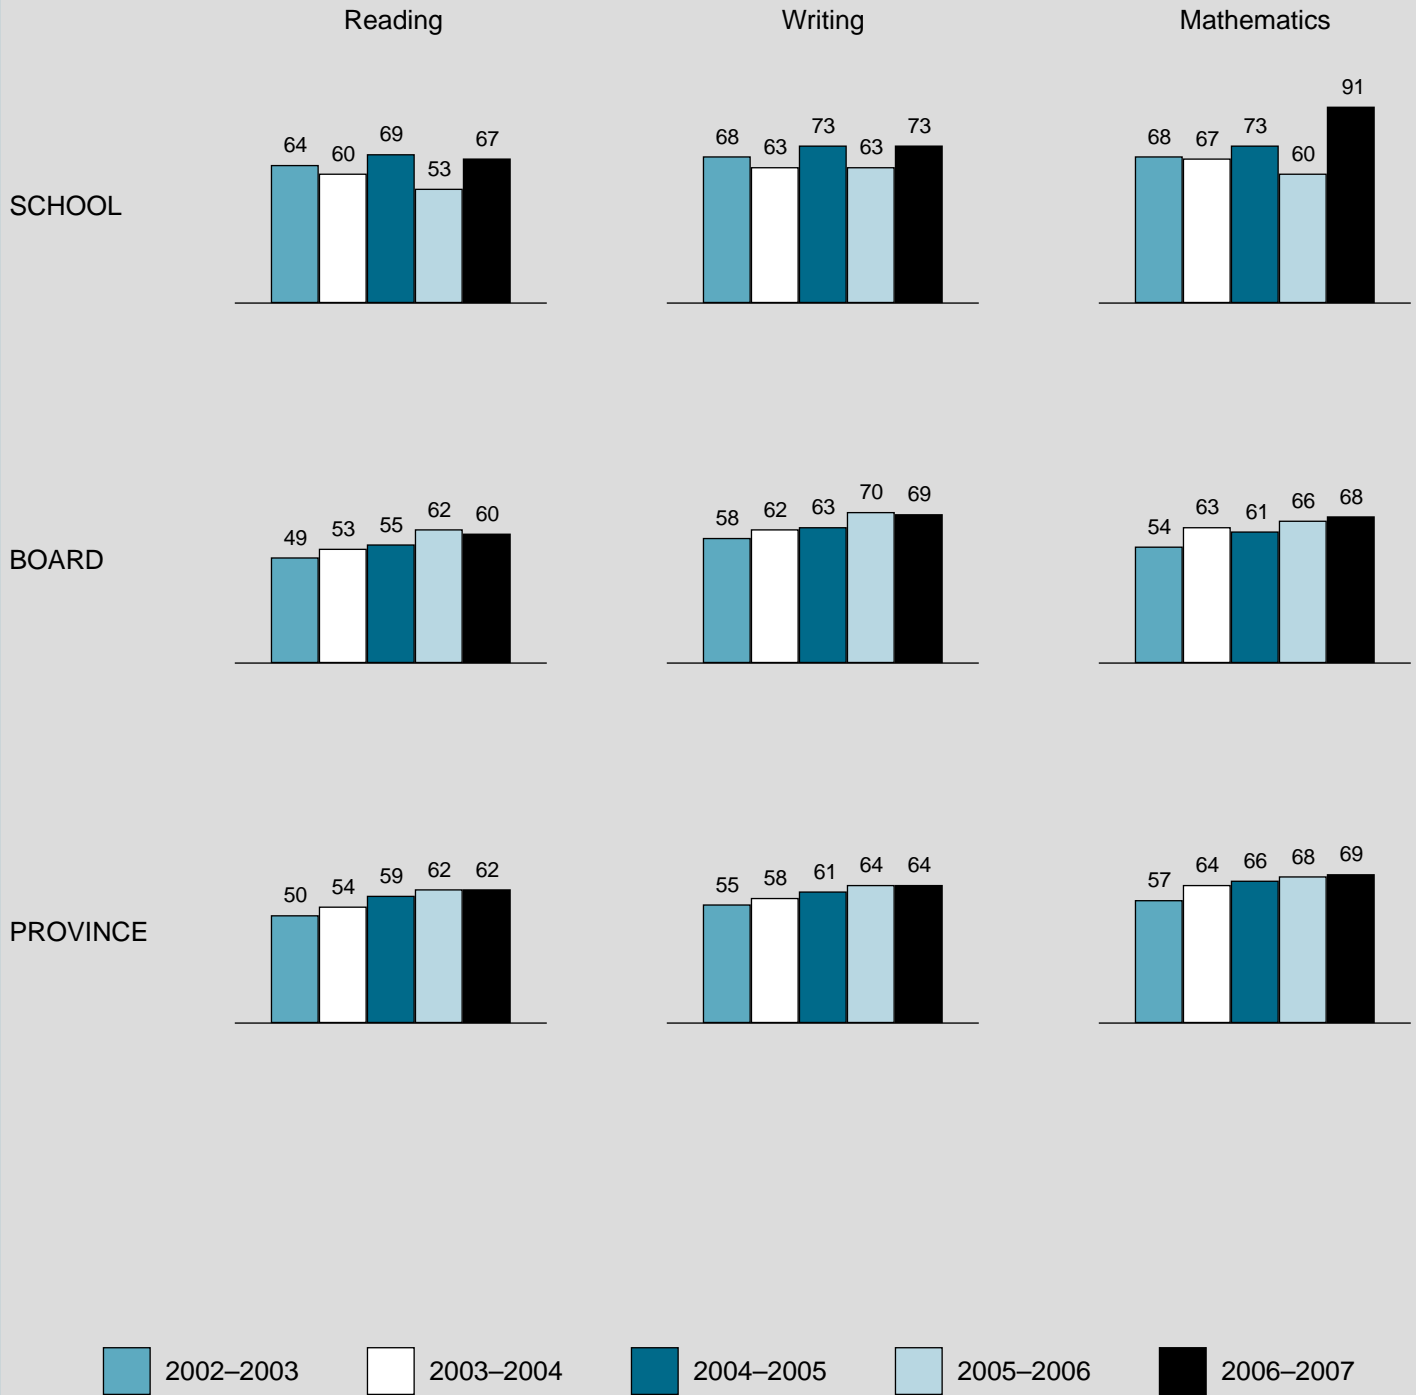 Reading Writing Mathematics
SCHOOL
64 60 69 53 67
68 63 73 63 73
68 67 73 60 91
BOARD
49 53 55 62 60
58 62 63 70 69
54 63 61 66 68
PROVINCE
50 54 59 62 62
55 58 61 64 64
57 64 66 68 69
2002–2003 2003–2004 2004–2005 2005–2006 2006–2007